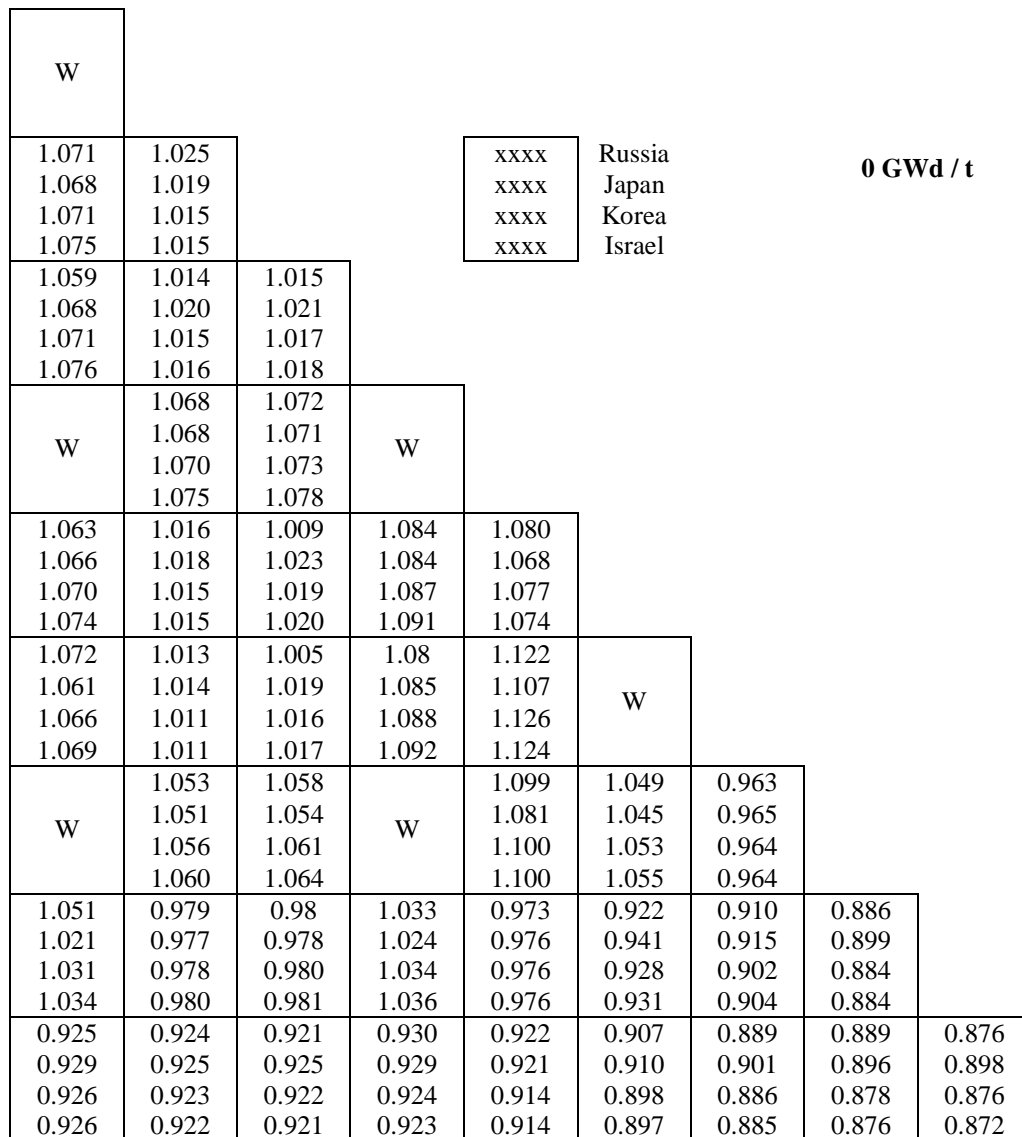 W
1.071 1.025 xxxx Russia 0 GWd / t
1.068 1.019 xxxx Japan
1.071 1.015 xxxx Korea
1.075 1.015 xxxx Israel
1.059 1.014 1.015
1.068 1.020 1.021
1.071 1.015 1.017
1.076 1.016 1.018
W 1.068 1.072 W
1.068 1.071
1.070 1.073
1.075 1.078
1.063 1.016 1.009 1.084 1.080
1.066 1.018 1.023 1.084 1.068
1.070 1.015 1.019 1.087 1.077
1.074 1.015 1.020 1.091 1.074
1.072 1.013 1.005 1.08 1.122 W
1.061 1.014 1.019 1.085 1.107
1.066 1.011 1.016 1.088 1.126
1.069 1.011 1.017 1.092 1.124
W 1.053 1.058 W 1.099 1.049 0.963
1.051 1.054 1.081 1.045 0.965
1.056 1.061 1.100 1.053 0.964
1.060 1.064 1.100 1.055 0.964
1.051 0.979 0.98 1.033 0.973 0.922 0.910 0.886
1.021 0.977 0.978 1.024 0.976 0.941 0.915 0.899
1.031 0.978 0.980 1.034 0.976 0.928 0.902 0.884
1.034 0.980 0.981 1.036 0.976 0.931 0.904 0.884
0.925 0.924 0.921 0.930 0.922 0.907 0.889 0.889 0.876
0.929 0.925 0.925 0.929 0.921 0.910 0.901 0.896 0.898
0.926 0.923 0.922 0.924 0.914 0.898 0.886 0.878 0.876
0.926 0.922 0.921 0.923 0.914 0.897 0.885 0.876 0.872